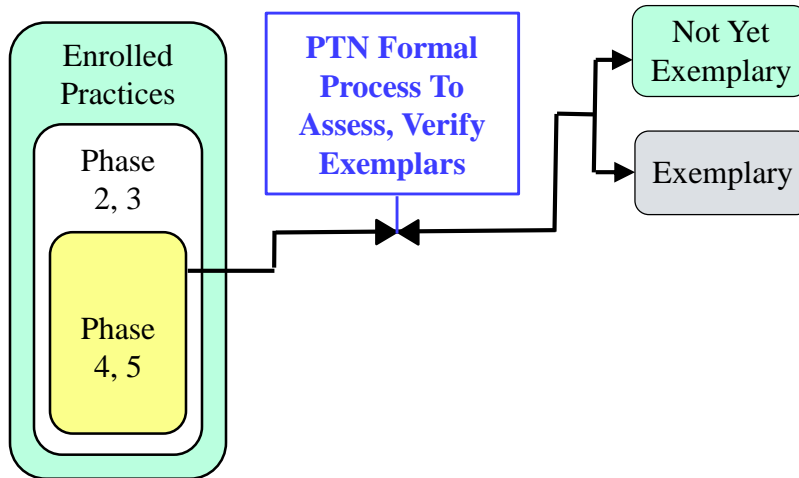 Enrolled
Practices
Phase
2, 3
Phase
4, 5
PTN Formal
Process To
Assess, Verify
Exemplars
Not Yet
Exemplary
Exemplary